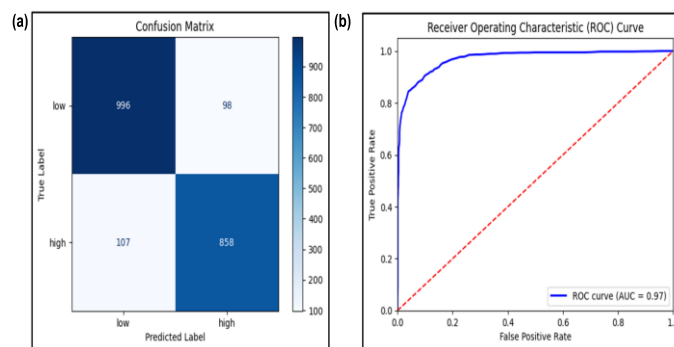 (a)
Confusion Matrix
True Label
low
high
996
98
107
858
low
high
Predicted Label
900
800
700
600
500
400
300
200
100
(b)
Receiver Operating Characteristic (ROC) Curve
True Positive Rate
1.0
0.8
0.6
0.4
0.2
0.0
ROC curve (AUC = 0.97)
0.0
0.2
0.4
0.6
0.8
1.
False Positive Rate